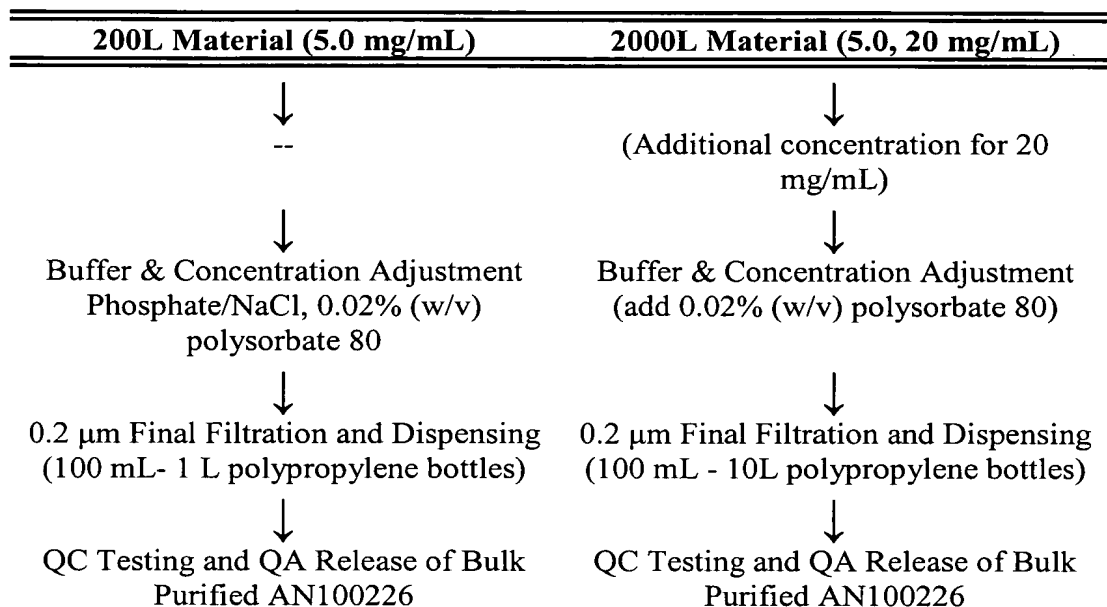 200L Material (5.0 mg/mL)
2000L Material (5.0, 20 mg/mL)
↓
↓
--
(Additional concentration for 20
mg/mL)
↓
↓
Buffer & Concentration Adjustment
Phosphate/NaCl, 0.02% (w/v)
polysorbate 80
Buffer & Concentration Adjustment
(add 0.02% (w/v) polysorbate 80)
↓
↓
0.2 μm Final Filtration and Dispensing
(100 mL- 1 L polypropylene bottles)
0.2 μm Final Filtration and Dispensing
(100 mL - 10L polypropylene bottles)
↓
↓
QC Testing and QA Release of Bulk
Purified AN100226
QC Testing and QA Release of Bulk
Purified AN100226